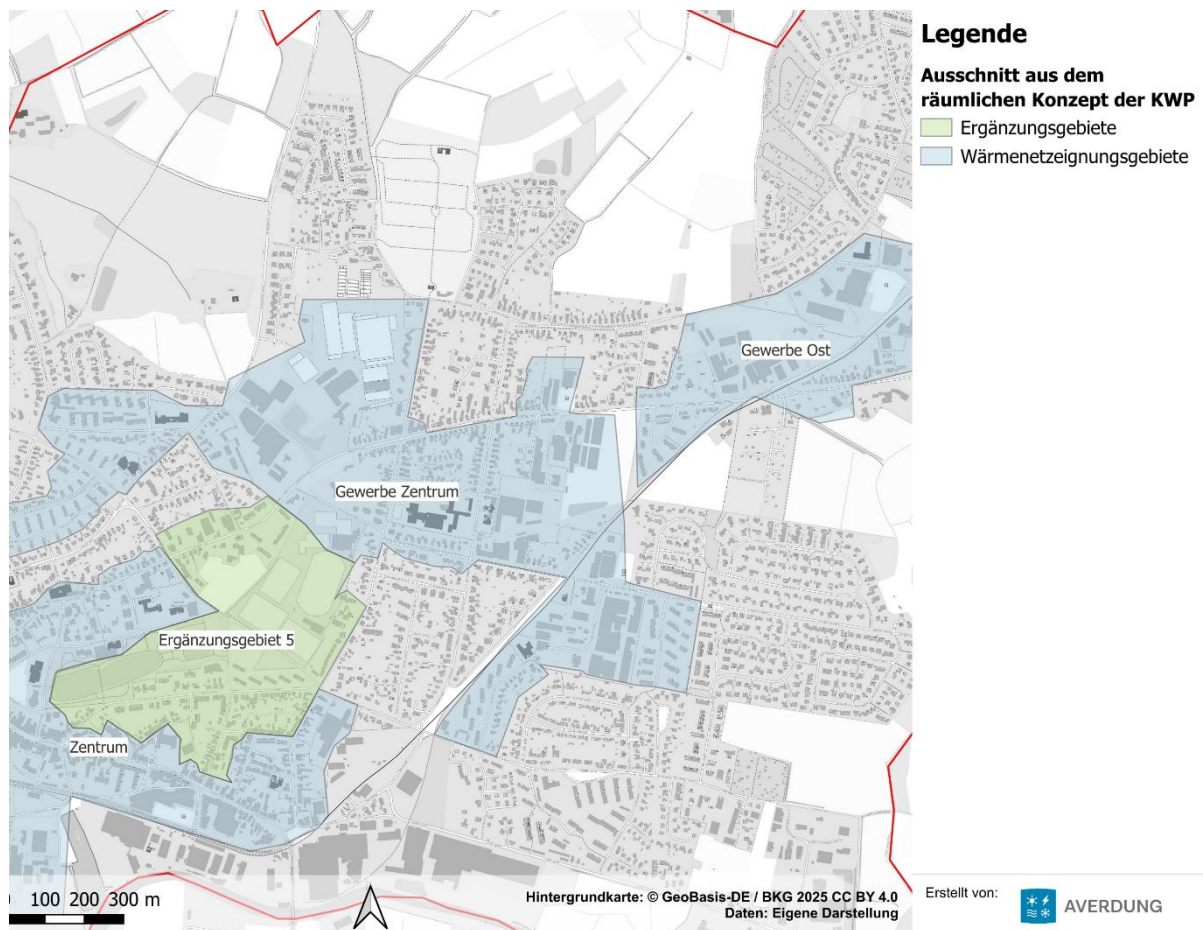 Legende
Ausschnitt aus dem
räumlichen Konzept der KWP
Ergänzungsgebiete
Wärmenetzeignungsgebiete
Gewerbe Ost
Gewerbe Zentrum
Ergänzungsgebiet 5
Zentrum
100 200 300 m
Hintergrundkarte: © GeoBasis-DE / BKG 2025 CC BY 4.0
Daten: Eigene Darstellung
Erstellt von:
AVERDUNG